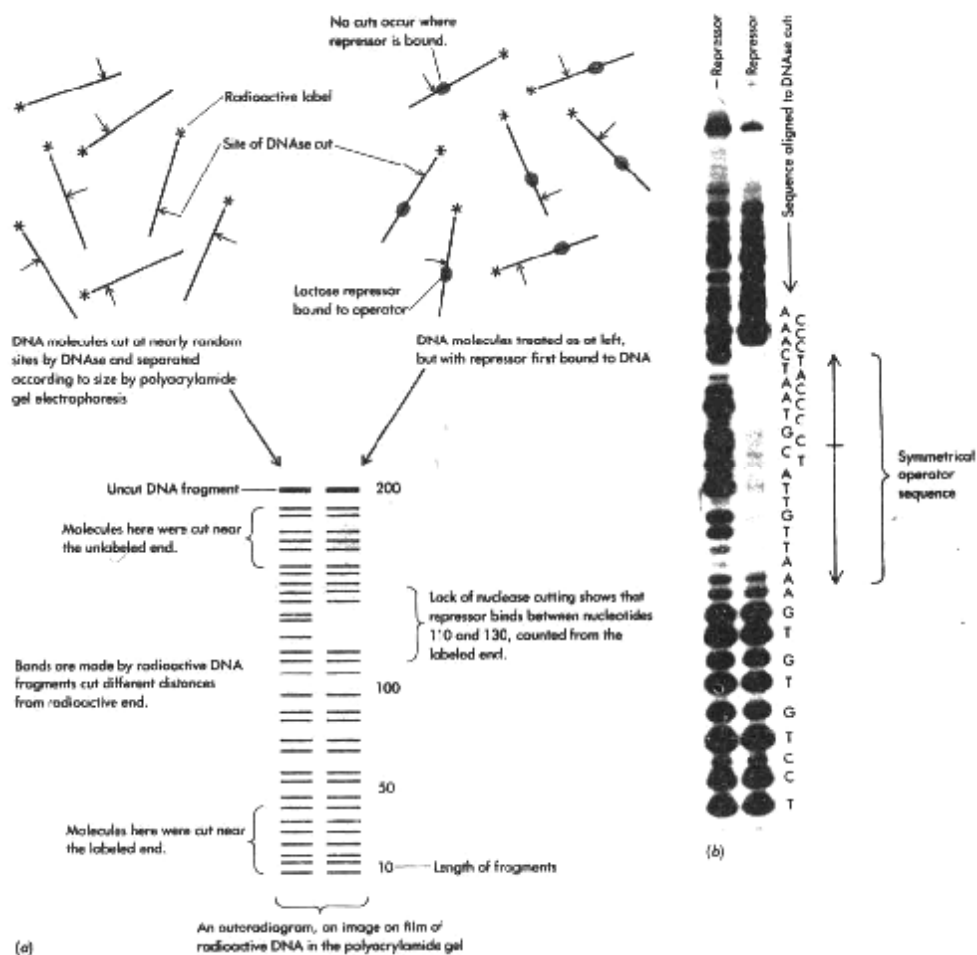 No cuts occur where
repressor is bound.
Radioactive label
Site of DNAse cut
Lactose repressor
bound to operator
DNA molecules cut at nearly random
sites by DNAse and separated
according to size by polyacrylamide
gel electrophoresis
DNA molecules treated as at left,
but with repressor first bound to DNA
Uncut DNA fragment
200
Molecules here were cut near
the unlabeled end.
Lack of nuclease cutting shows that
repressor binds between nucleotides
110 and 130, counted from the
labeled end.
Bands are made by radioactive DNA
fragments cut different distances
from radioactive end.
100
50
Molecules here were cut near
the labeled end.
10
Length of fragments
An autoradiogram, an image on film of
radioactive DNA in the polyacrylamide gel
(a)
− Repressor
+ Repressor
Sequence aligned to DNAse cuts
Symmetrical
operator
sequence
G
C
A
T
T
G
T
T
A
A
A
G
T
G
T
G
T
C
C
T
(b)